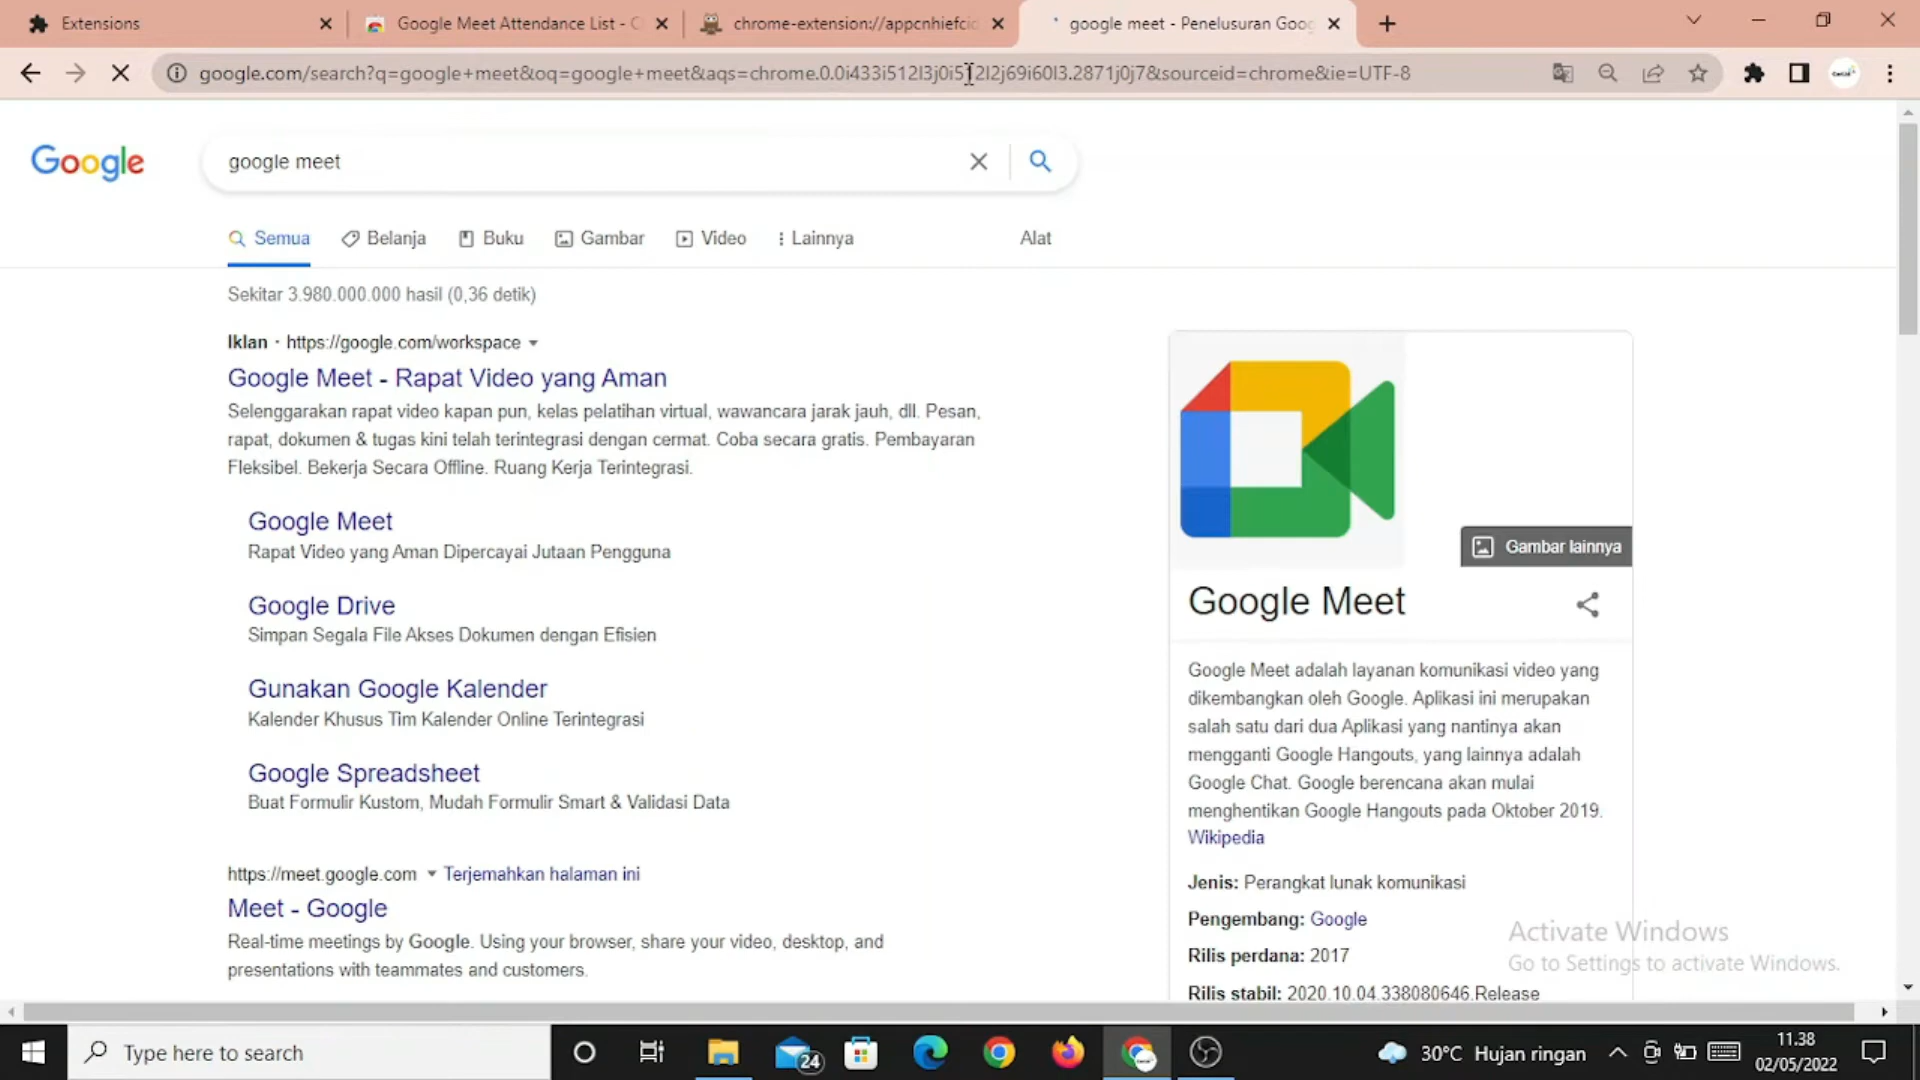 Extensions
Google Meet Attendance List - C
chrome-extension://appcnhiefcic
google meet - Penelusuran Goog
google.com/search?q=google+meet&oq=google+meet&aqs=chrome.0.0i433i512l3j0i512l2j69i60l3.2871j0j7&sourceid=chrome&ie=UTF-8
Google
google meet
Semua
Belanja
Buku
Gambar
Video
Lainnya
Alat
Sekitar 3.980.000.000 hasil (0,36 detik)
Iklan · https://google.com/workspace
Google Meet - Rapat Video yang Aman
Selenggarakan rapat video kapan pun, kelas pelatihan virtual, wawancara jarak jauh, dll. Pesan,
rapat, dokumen & tugas kini telah terintegrasi dengan cermat. Coba secara gratis. Pembayaran
Fleksibel. Bekerja Secara Offline. Ruang Kerja Terintegrasi.
Google Meet
Rapat Video yang Aman Dipercayai Jutaan Pengguna
Google Drive
Simpan Segala File Akses Dokumen dengan Efisien
Gunakan Google Kalender
Kalender Khusus Tim Kalender Online Terintegrasi
Google Spreadsheet
Buat Formulir Kustom, Mudah Formulir Smart & Validasi Data
https://meet.google.com
Terjemahkan halaman ini
Meet - Google
Real-time meetings by Google. Using your browser, share your video, desktop, and
presentations with teammates and customers.
Gambar lainnya
Google Meet
Google Meet adalah layanan komunikasi video yang
dikembangkan oleh Google. Aplikasi ini merupakan
salah satu dari dua Aplikasi yang nantinya akan
mengganti Google Hangouts, yang lainnya adalah
Google Chat. Google berencana akan mulai
menghentikan Google Hangouts pada Oktober 2019.
Wikipedia
Jenis: Perangkat lunak komunikasi
Pengembang: Google
Rilis perdana: 2017
Rilis stabil: 2020.10.04.338080646.Release
Activate Windows
Go to Settings to activate Windows.
Type here to search
24
30°C Hujan ringan
11.38
02/05/2022